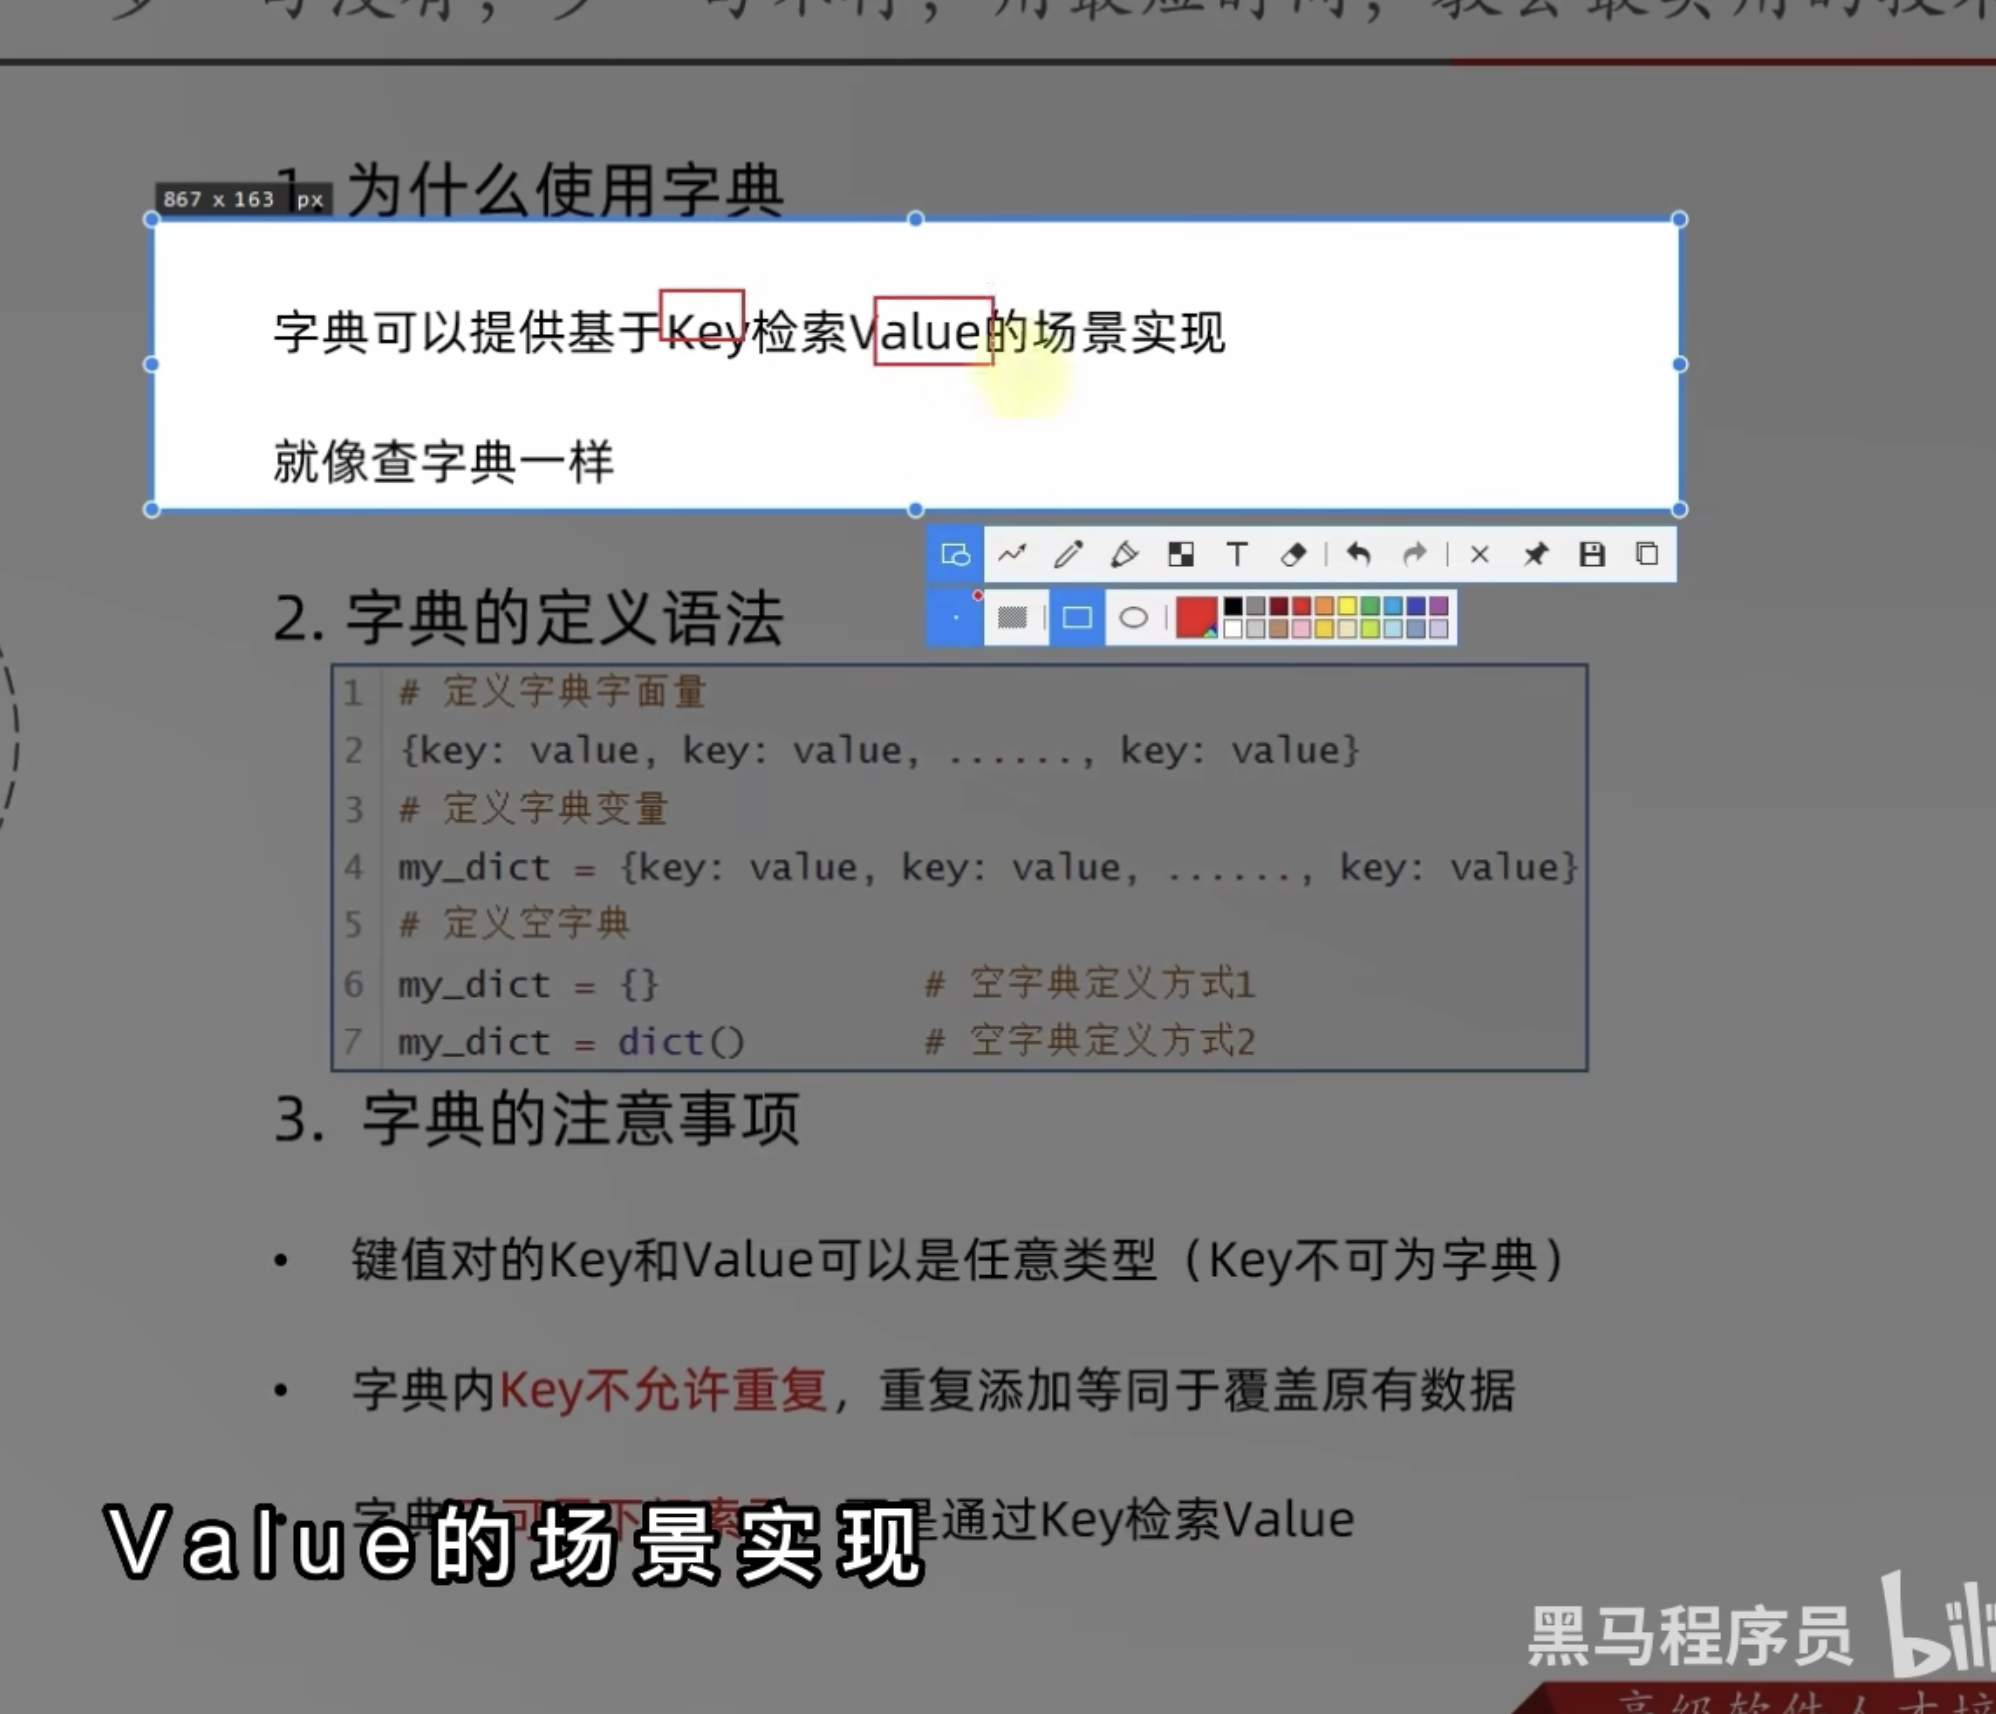 1. 为什么使用字典
867 x 163 px
字典可以提供基于Key检索Value的场景实现
就像查字典一样
2. 字典的定义语法
1 # 定义字典字面量
2 {key: value, key: value, ......, key: value}
3 # 定义字典变量
4 my_dict = {key: value, key: value, ......, key: value}
5 # 定义空字典
6 my_dict = {} # 空字典定义方式1
7 my_dict = dict() # 空字典定义方式2
3. 字典的注意事项
• 键值对的Key和Value可以是任意类型（Key不可为字典）
• 字典内Key不允许重复，重复添加等同于覆盖原有数据
字典 是通过Key检索Value
Value的场景实现
黑马程序员 bili
高级软件人才培